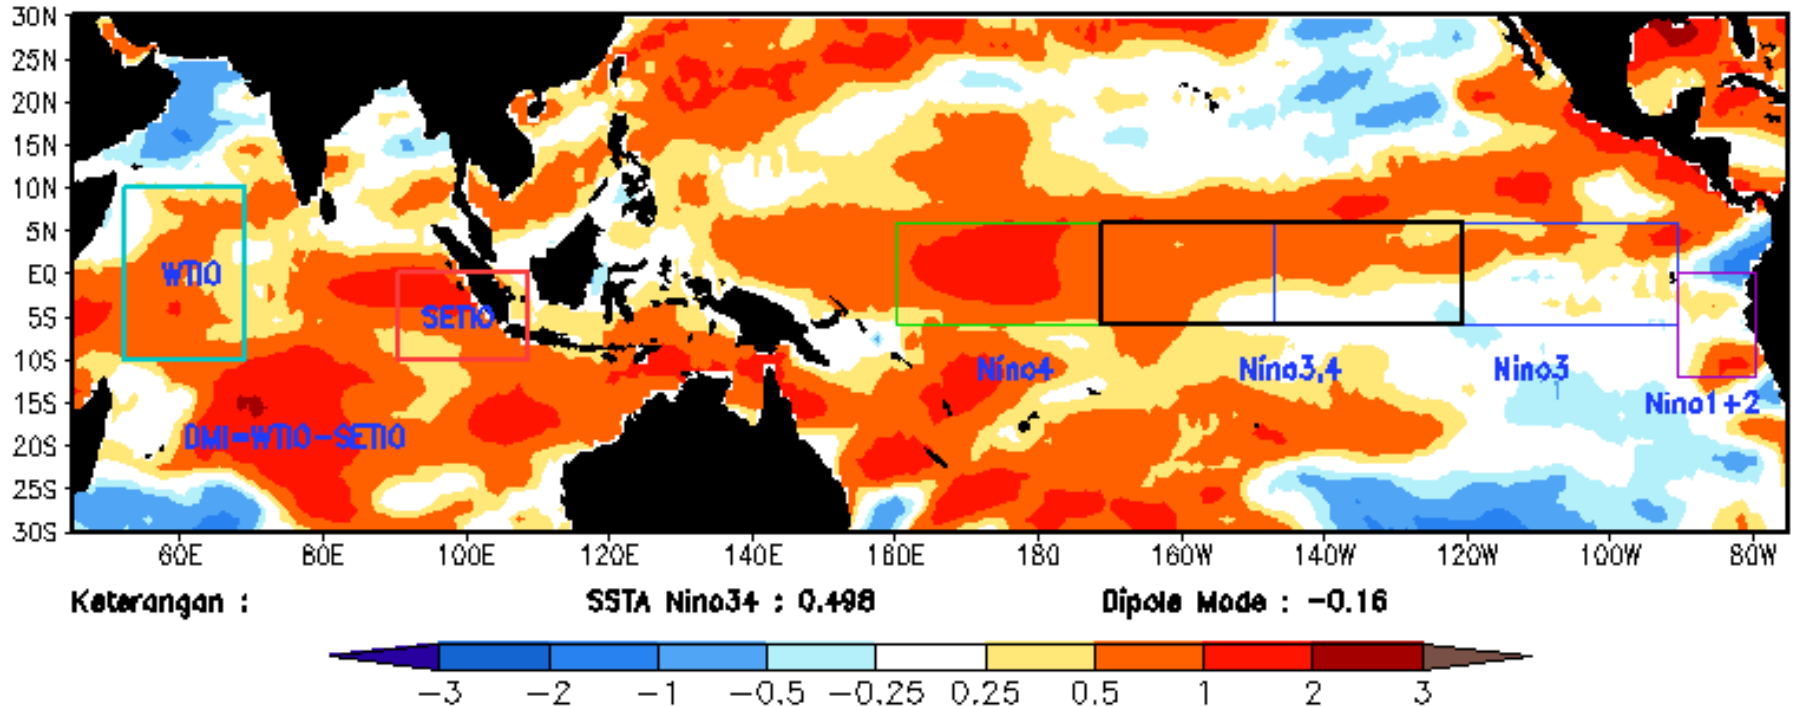 30N
25N
20N
15N
10N
5N
EQ
5S
10S
15S
20S
25S
30S
WTIO
SETIO
Nino4
Nino3,4
Nino3
Nino1+2
DMI=WTIO-SETIO
60E 80E 100E 120E 140E 160E 180 160W 140W 120W 100W 80W
Keterangan : SSTA Nino34 : 0.498 Dipole Mode : -0.16
-3 -2 -1 -0.5 -0.25 0.25 0.5 1 2 3